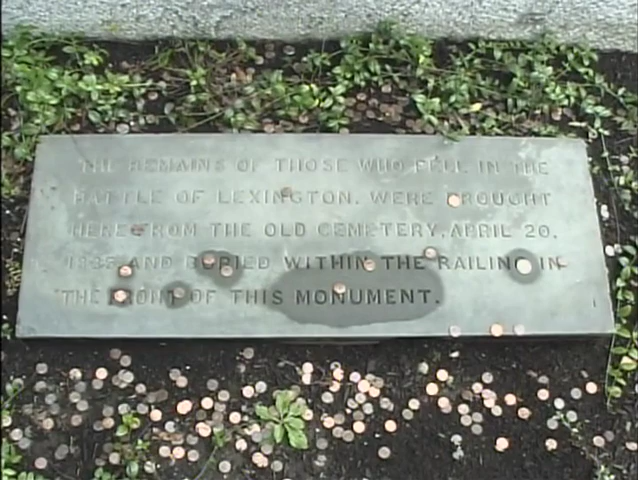 THE REMAINS OF THOSE WHO FELL IN THE
BATTLE OF LEXINGTON, WERE BROUGHT
HERE FROM THE OLD CEMETERY, APRIL 20,
1835, AND BURIED WITHIN THE RAILING IN
THE FRONT OF THIS MONUMENT.